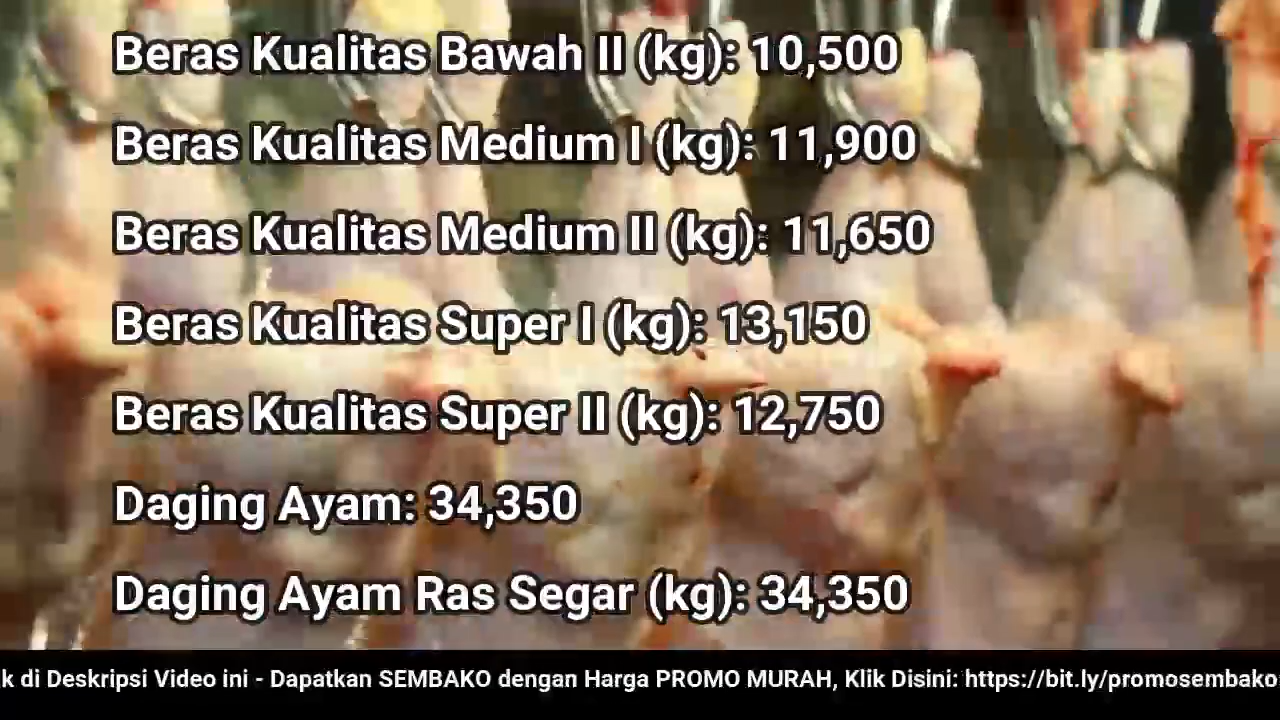 Beras Kualitas Bawah II (kg): 10,500
Beras Kualitas Medium I (kg): 11,900
Beras Kualitas Medium II (kg): 11,650
Beras Kualitas Super I (kg): 13,150
Beras Kualitas Super II (kg): 12,750
Daging Ayam: 34,350
Daging Ayam Ras Segar (kg): 34,350
k di Deskripsi Video ini - Dapatkan SEMBAKO dengan Harga PROMO MURAH, Klik Disini: https://bit.ly/promosembako